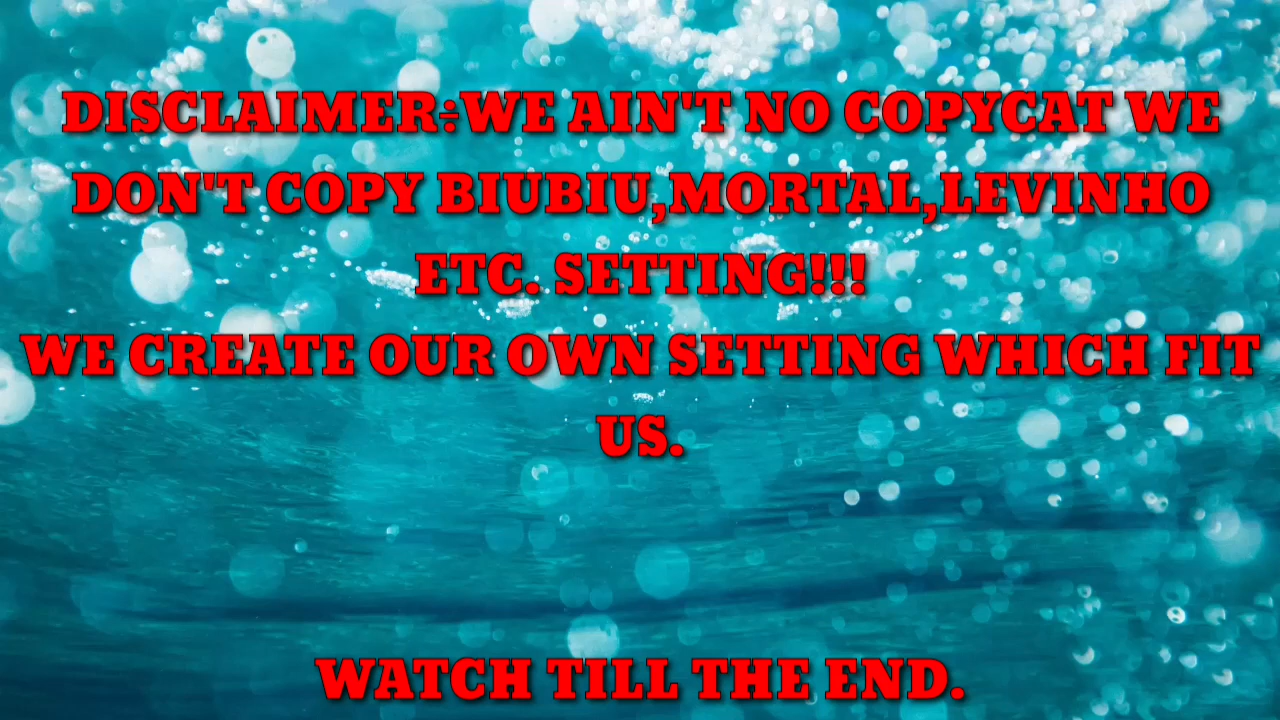 DISCLAIMER÷WE AIN'T NO COPYCAT WE
DON'T COPY BIUBIU,MORTAL,LEVINHO
ETC. SETTING!!!
WE CREATE OUR OWN SETTING WHICH FIT
US.
WATCH TILL THE END.